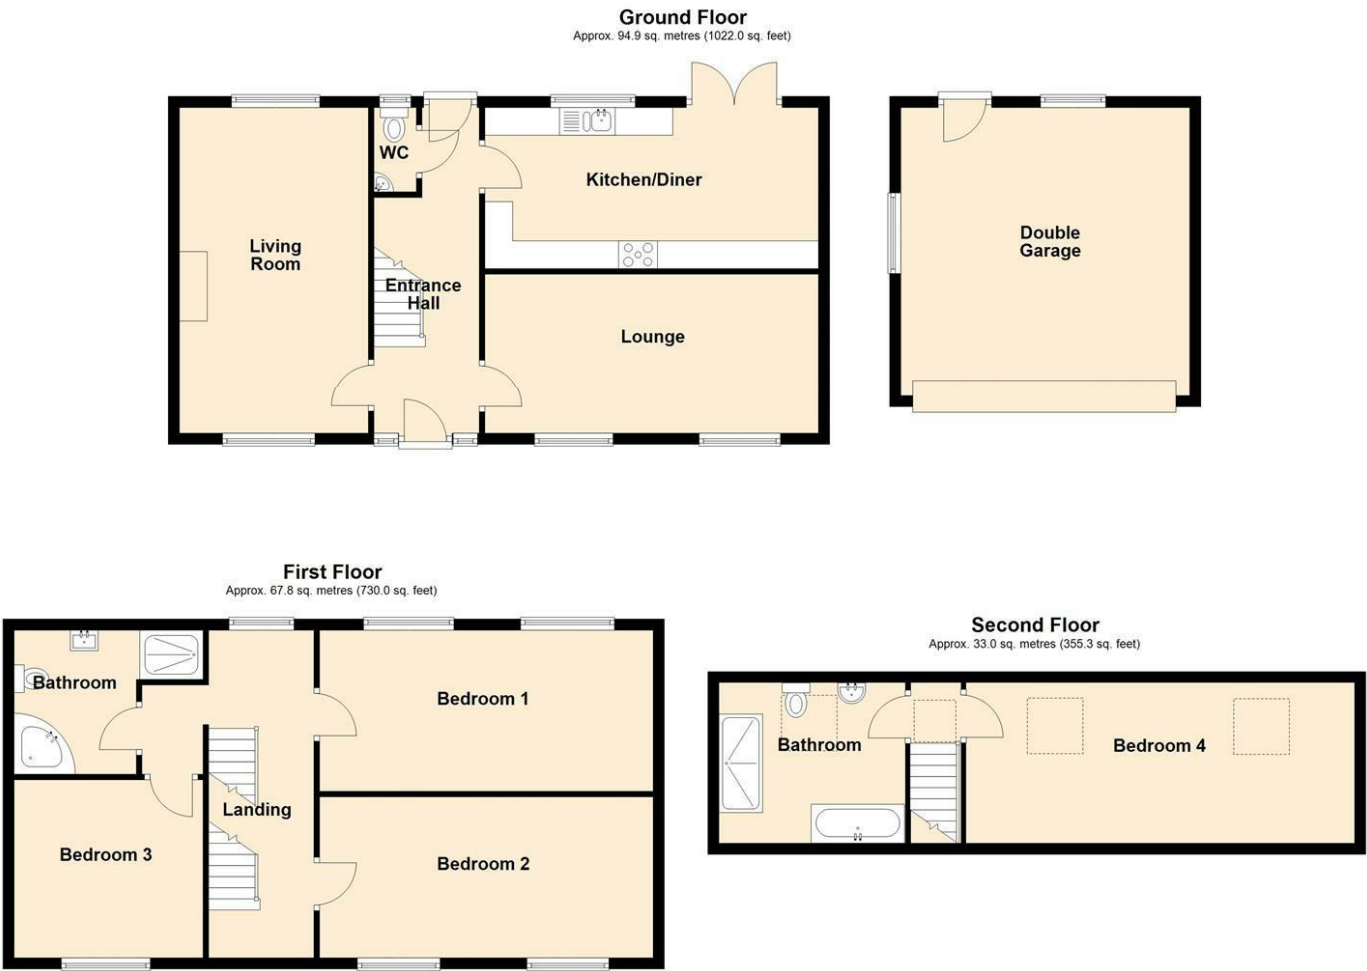 Ground Floor
Approx. 94.9 sq. metres (1022.0 sq. feet)
WC
Kitchen/Diner
Living
Room
Entrance
Hall
Lounge
Double
Garage
First Floor
Approx. 67.8 sq. metres (730.0 sq. feet)
Bathroom
Bedroom 1
Landing
Bedroom 3
Bedroom 2
Second Floor
Approx. 33.0 sq. metres (355.3 sq. feet)
Bathroom
Bedroom 4